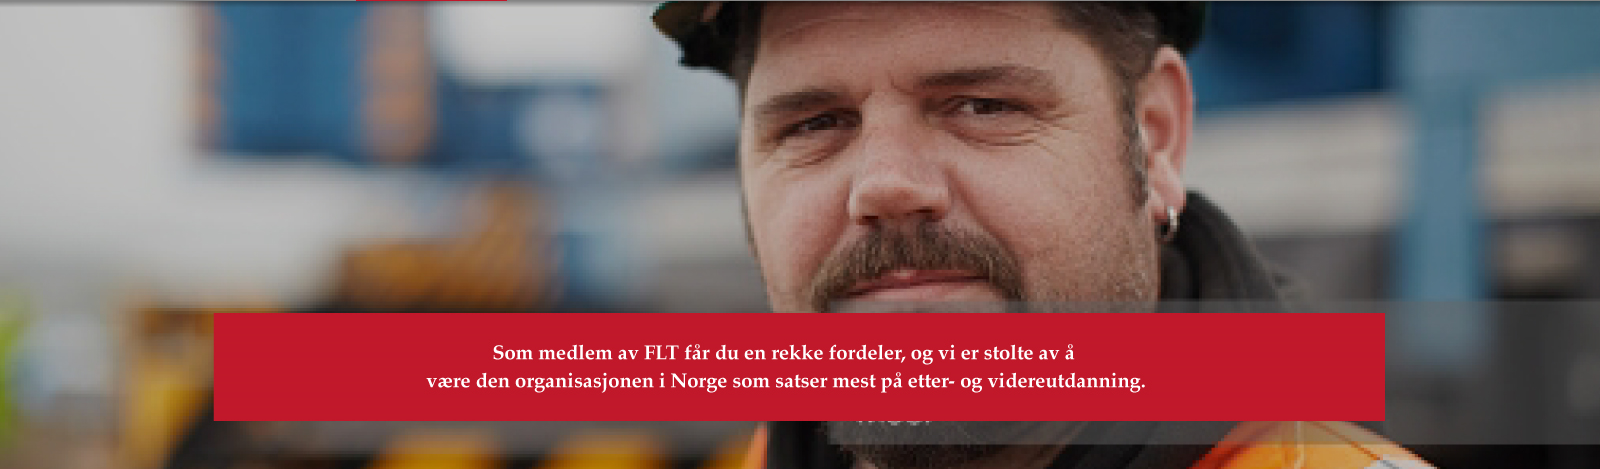 Som medlem av FLT får du en rekke fordeler, og vi er stolte av å
være den organisasjonen i Norge som satser mest på etter- og videreutdanning.